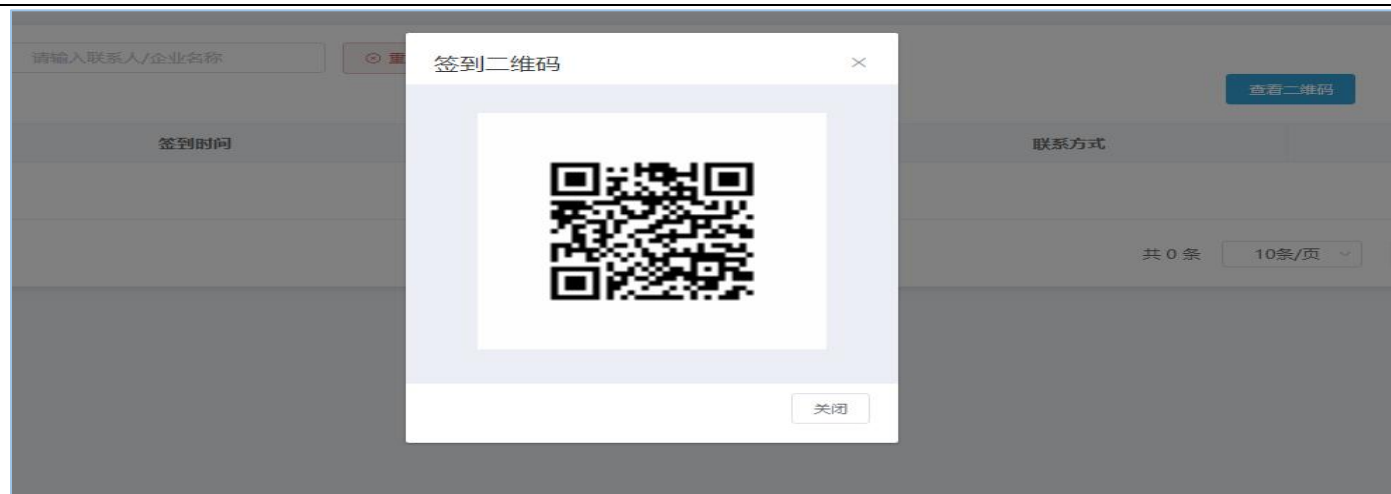 请输入联系人/企业名称
重
签到二维码
查看二维码
签到时间
联系方式
共 0 条
10条/页
关闭